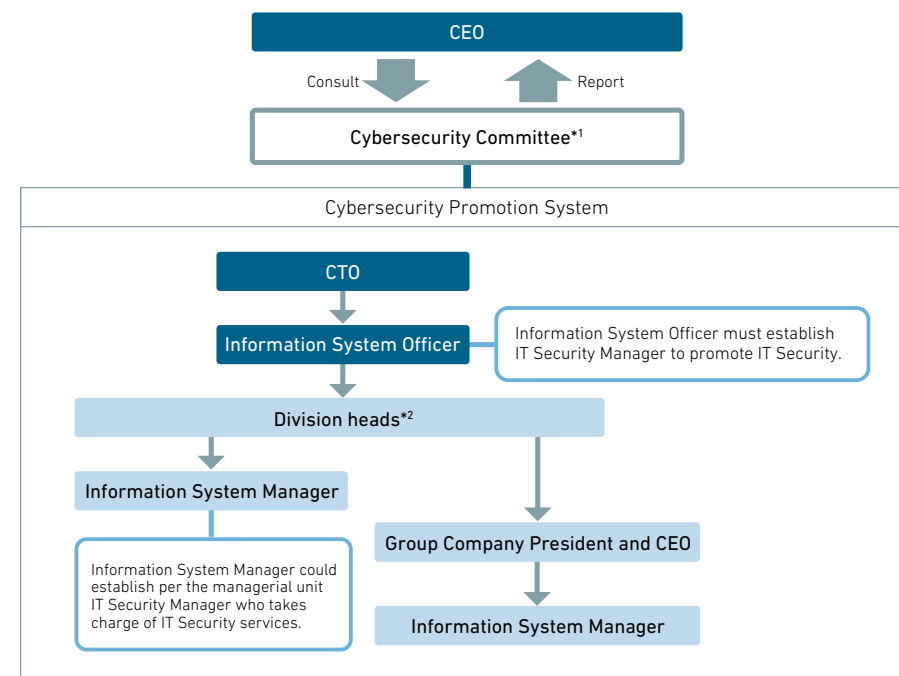 CEO
Consult
Report
Cybersecurity Committee*1
Cybersecurity Promotion System
CTO
Information System Officer
Information System Officer must establish
IT Security Manager to promote IT Security.
Division heads*2
Information System Manager
Information System Manager could
establish per the managerial unit
IT Security Manager who takes
charge of IT Security services.
Group Company President and CEO
Information System Manager